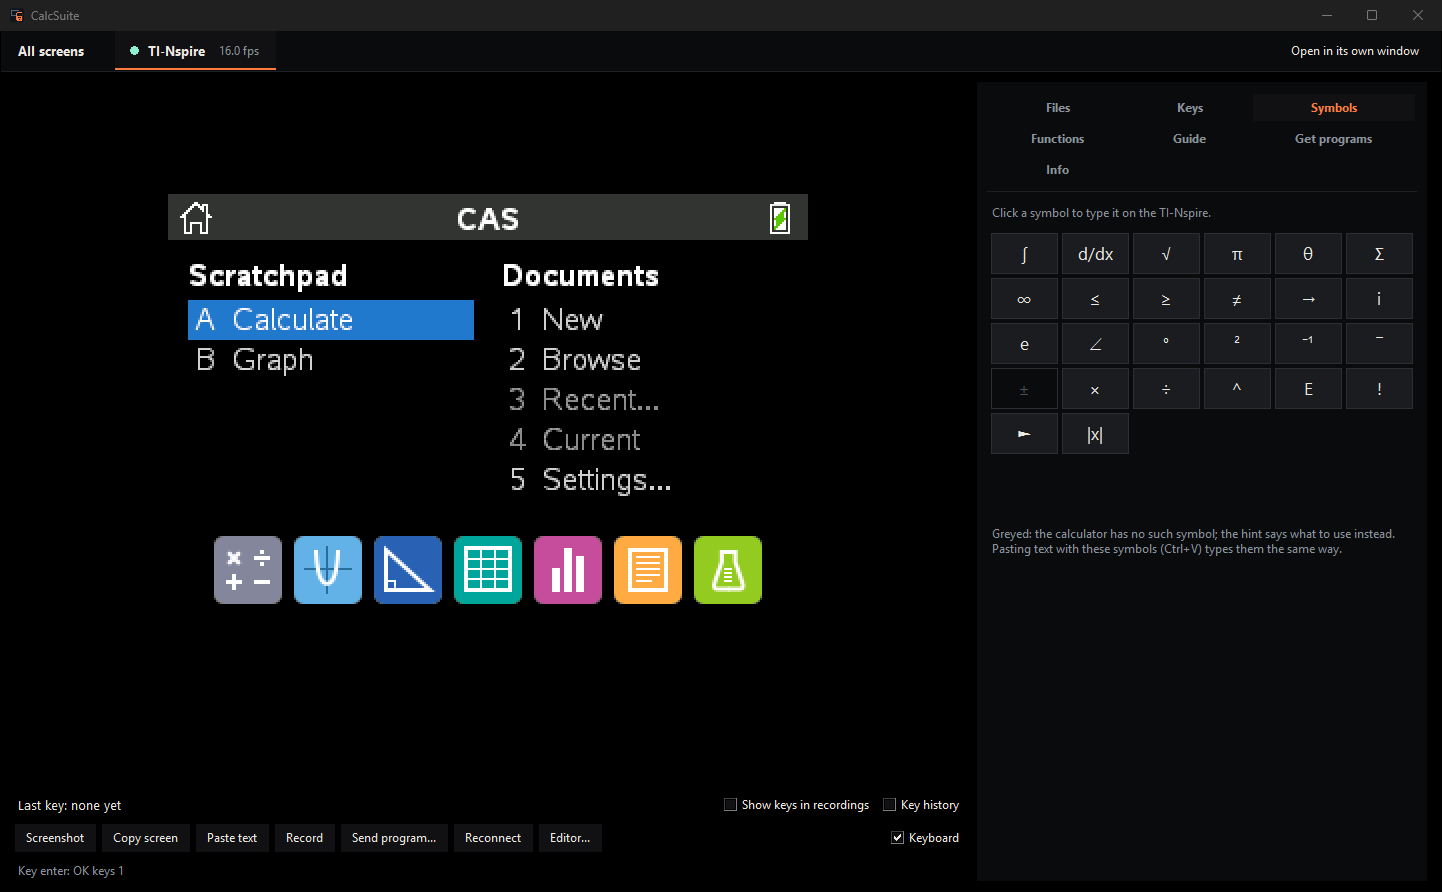 CalcSuite
All screens
TI-Nspire 16.0 fps
Open in its own window
CAS
Scratchpad
A Calculate
B Graph
Documents
1 New
2 Browse
3 Recent...
4 Current
5 Settings...
Last key: none yet
Show keys in recordings
Key history
Screenshot
Copy screen
Paste text
Record
Send program...
Reconnect
Editor...
Keyboard
Key enter: OK keys 1
Files Keys Symbols
Functions Guide Get programs
Info
Click a symbol to type it on the TI-Nspire.
∫ d/dx √ π θ Σ
∞ ≤ ≥ ≠ → i
e ∠ ° ² ⁻¹ ⁻
± × ÷ ^ E !
► |x|
Greyed: the calculator has no such symbol; the hint says what to use instead.
Pasting text with these symbols (Ctrl+V) types them the same way.